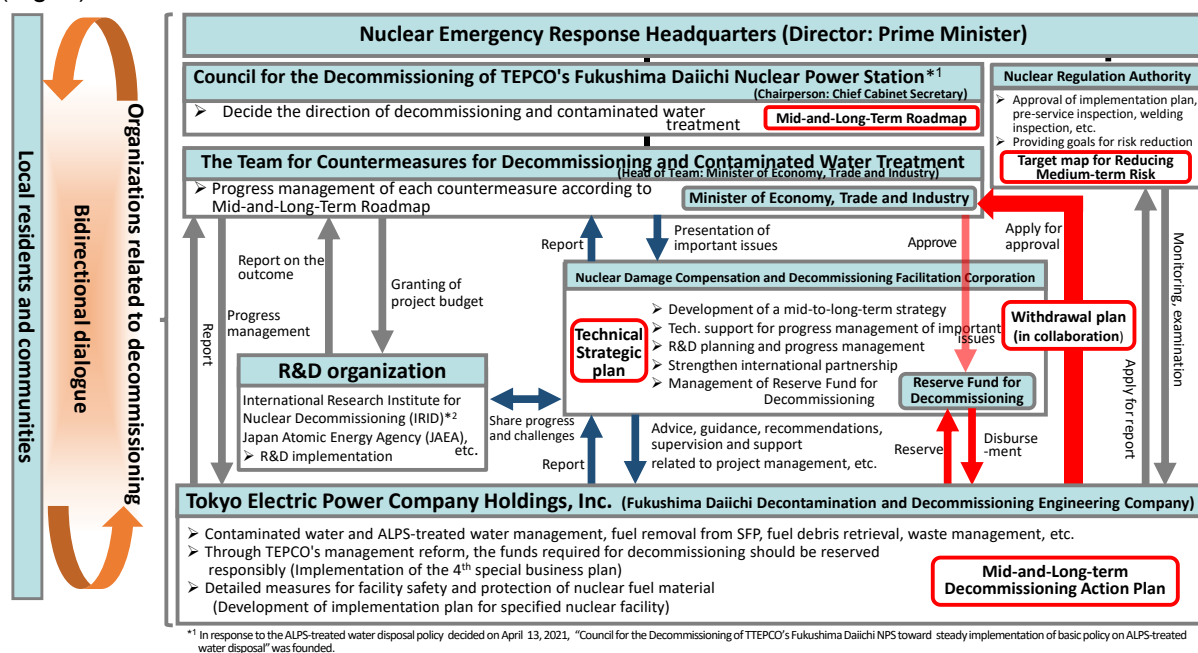 Nuclear Emergency Response Headquarters (Director: Prime Minister)
Council for the Decommissioning of TEPCO's Fukushima Daiichi Nuclear Power Station*1
(Chairperson: Chief Cabinet Secretary)
➢ Decide the direction of decommissioning and contaminated water
treatment
Mid-and-Long-Term Roadmap
Nuclear Regulation Authority
➢ Approval of implementation plan,
pre-service inspection, welding
inspection, etc.
➢ Providing goals for risk reduction
Target map for Reducing
Medium-term Risk
The Team for Countermeasures for Decommissioning and Contaminated Water Treatment
(Head of Team: Minister of Economy, Trade and Industry)
➢ Progress management of each countermeasure according to
Mid-and-Long-Term Roadmap
Minister of Economy, Trade and Industry
Local residents and communities
Bidirectional dialogue
Organizations related to decommissioning
Report
Progress
management
Report on the
outcome
Granting of
project budget
Report
Presentation of
important issues
Approve
Apply for
approval
Monitoring, examination
Apply for report
Nuclear Damage Compensation and Decommissioning Facilitation Corporation
Technical
Strategic
plan
➢ Development of a mid-to-long-term strategy
➢ Tech. support for progress management of important
issues
➢ R&D planning and progress management
➢ Strengthen international partnership
➢ Management of Reserve Fund for
Decommissioning
Reserve Fund for
Decommissioning
Withdrawal plan
(in collaboration)
R&D organization
International Research Institute for
Nuclear Decommissioning (IRID)*2
Japan Atomic Energy Agency (JAEA),
etc.
➢ R&D implementation
Share progress
and challenges
Report
Advice, guidance, recommendations,
supervision and support
related to project management, etc.
Reserve
Disburse
-ment
Tokyo Electric Power Company Holdings, Inc. (Fukushima Daiichi Decontamination and Decommissioning Engineering Company)
➢ Contaminated water and ALPS-treated water management, fuel removal from SFP, fuel debris retrieval, waste management, etc.
➢ Through TEPCO's management reform, the funds required for decommissioning should be reserved
responsibly (Implementation of the 4th special business plan)
➢ Detailed measures for facility safety and protection of nuclear fuel material
(Development of implementation plan for specified nuclear facility)
Mid-and-Long-term
Decommissioning Action Plan
*1 In response to the ALPS-treated water disposal policy decided on April 13, 2021, "Council for the Decommissioning of TTEPCO's Fukushima Daiichi NPS toward steady implementation of basic policy on ALPS-treated
water disposal" was founded.